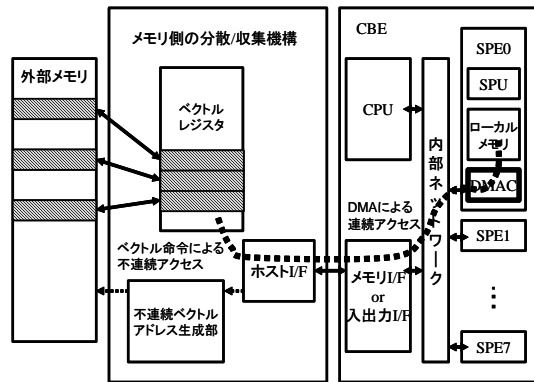 メモリ側の分散/収集機構
CBE
外部メモリ
ベクトル
レジスタ
CPU
内部ネットワーク
SPE0
SPU
ローカル
メモリ
DMAC
DMAによる
連続アクセス
ベクトル命令による
不連続アクセス
ホストI/F
メモリI/F
or
入出力I/F
不連続ベクトル
アドレス生成部
SPE1
⋮
SPE7